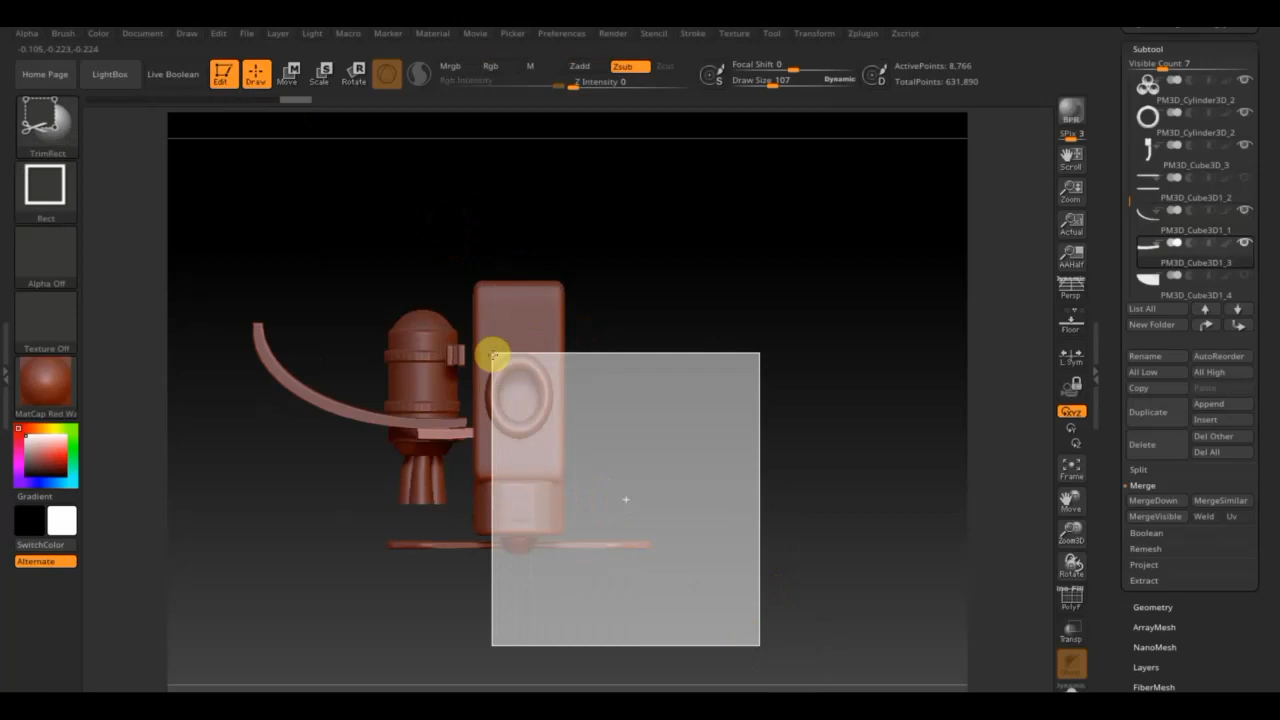 Alpha Brush Color Document Draw Edit File Layer Light Macro Marker Material Movie Picker Preferences Render Stencil Stroke Texture Tool Transform Zplugin Zscript
-0.105,-0.223,-0.224
Home Page
LightBox
Live Boolean
Edit
Draw
Move
Scale
Rotate
Mrgb Rgb M
Rgb Intensity
Zadd Zsub Zcut
Z Intensity 0
S
Focal Shift 0
Draw Size 107 Dynamic
D
ActivePoints: 8,766
TotalPoints: 631,890
TrimRect
Rect
Alpha Off
Texture Off
MatCap Red Wa
Gradient
SwitchColor
Alternate
BPR
SPix 3
Scroll
Zoom
Actual
AAHalf
Dynamic
Persp
Floor
L.Sym
XYZ
Frame
Move
Zoom3D
Rotate
Line Fill
PolyF
Transp
Dynamic
Subtool
Visible Count 7
PM3D_Cylinder3D_2
PM3D_Cylinder3D_2
PM3D_Cube3D_3
PM3D_Cube3D1_2
PM3D_Cube3D1_1
PM3D_Cube3D1_3
PM3D_Cube3D1_4
List All
New Folder
Rename AutoReorder
All Low All High
Copy Paste
Duplicate Append
Insert
Delete Del Other
Del All
Split
Merge
MergeDown MergeSimilar
MergeVisible Weld Uv
Boolean
Remesh
Project
Extract
Geometry
ArrayMesh
NanoMesh
Layers
FiberMesh